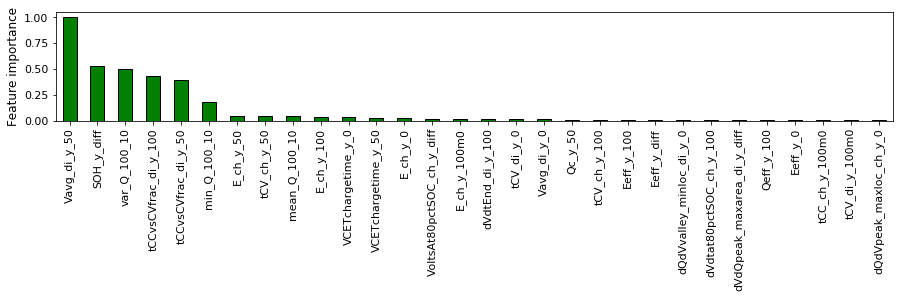 Feature importance
1.00
0.75
0.50
0.25
0.00
Vavg_di_y_50
SOH_y_diff
var_Q_100_10
tCCvsCVfrac_di_y_100
tCCvsCVfrac_di_y_50
min_Q_100_10
E_ch_y_50
tCV_ch_y_50
mean_Q_100_10
E_ch_y_100
VCETchargetime_y_0
VCETchargetime_y_50
E_ch_y_0
VoltsAt80pctSOC_ch_y_diff
E_ch_y_100m0
dVdtEnd_di_y_100
tCV_di_y_0
Vavg_di_y_0
Qc_y_50
tCV_ch_y_100
Eeff_y_100
Eeff_y_diff
dQdVvalley_minloc_di_y_0
dVdtat80pctSOC_ch_y_100
dVdQpeak_maxarea_di_y_diff
Qeff_y_100
Eeff_y_0
tCC_ch_y_100m0
tCV_di_y_100m0
dQdVpeak_maxloc_ch_y_0